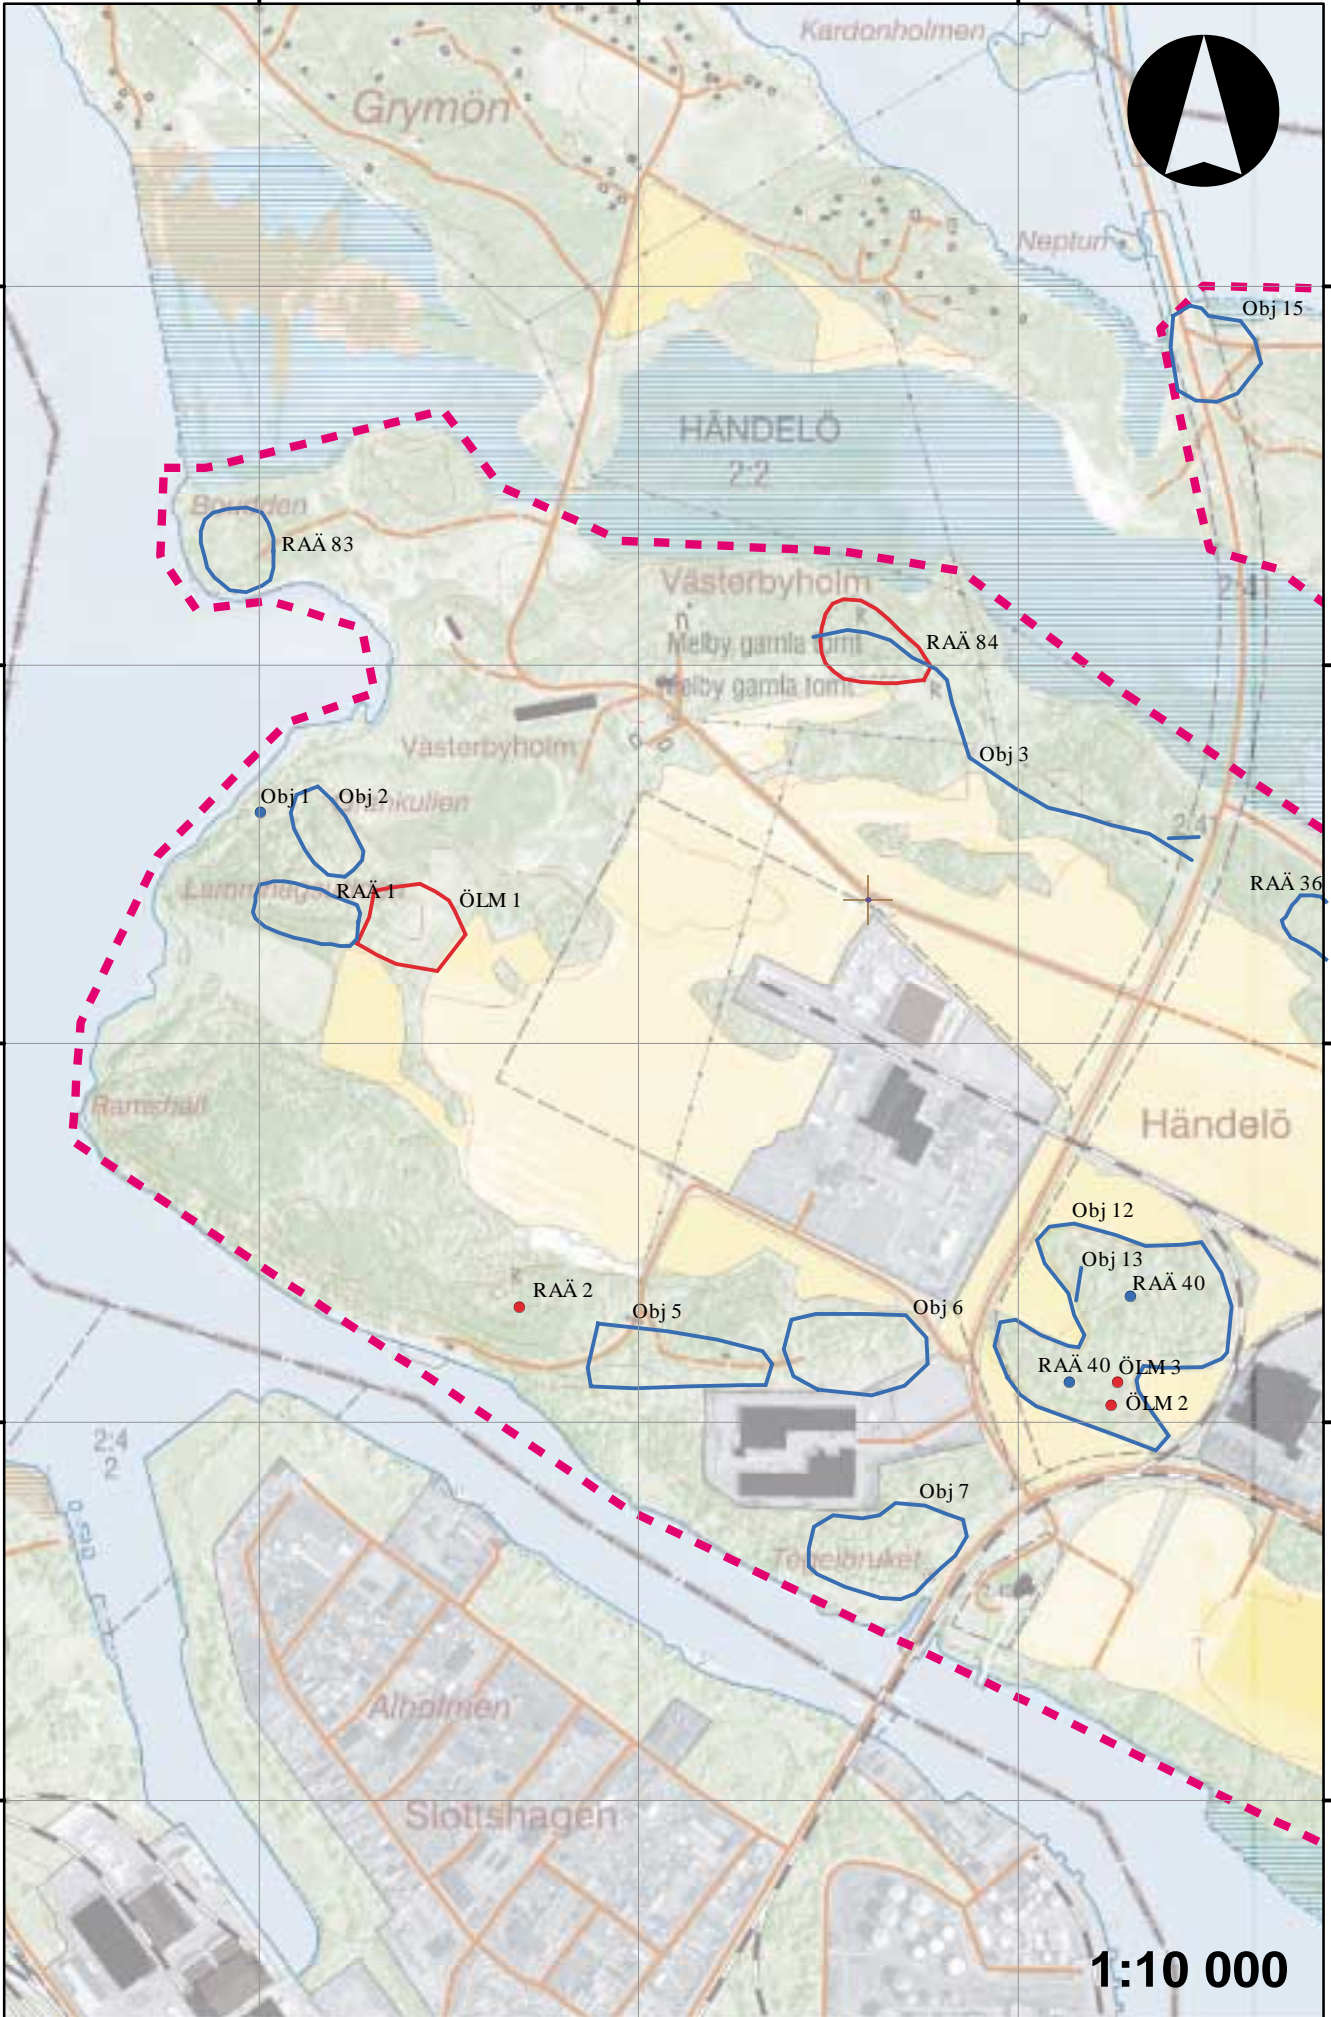 Kardonholmen
Grymön
Neptun
Obj 15
HÄNDELÖ
2:2
Boudden
RAÄ 83
Västerbyholm
2:41
RAÄ 84
Melby gamla tomt
Melby gamla tomt
R
Västerbyholm
Obj 3
Obj 1
Obj 2
RAÄ 36
RAÄ 1
ÖLM 1
Ramshäll
Händelö
Obj 12
Obj 13
RAÄ 40
R
RAÄ 2
Obj 5
Obj 6
RAÄ 40
ÖLM 3
ÖLM 2
2:4
2
Obj 7
Tegelbruket
Alholmen
Slottshagen
1:10 000